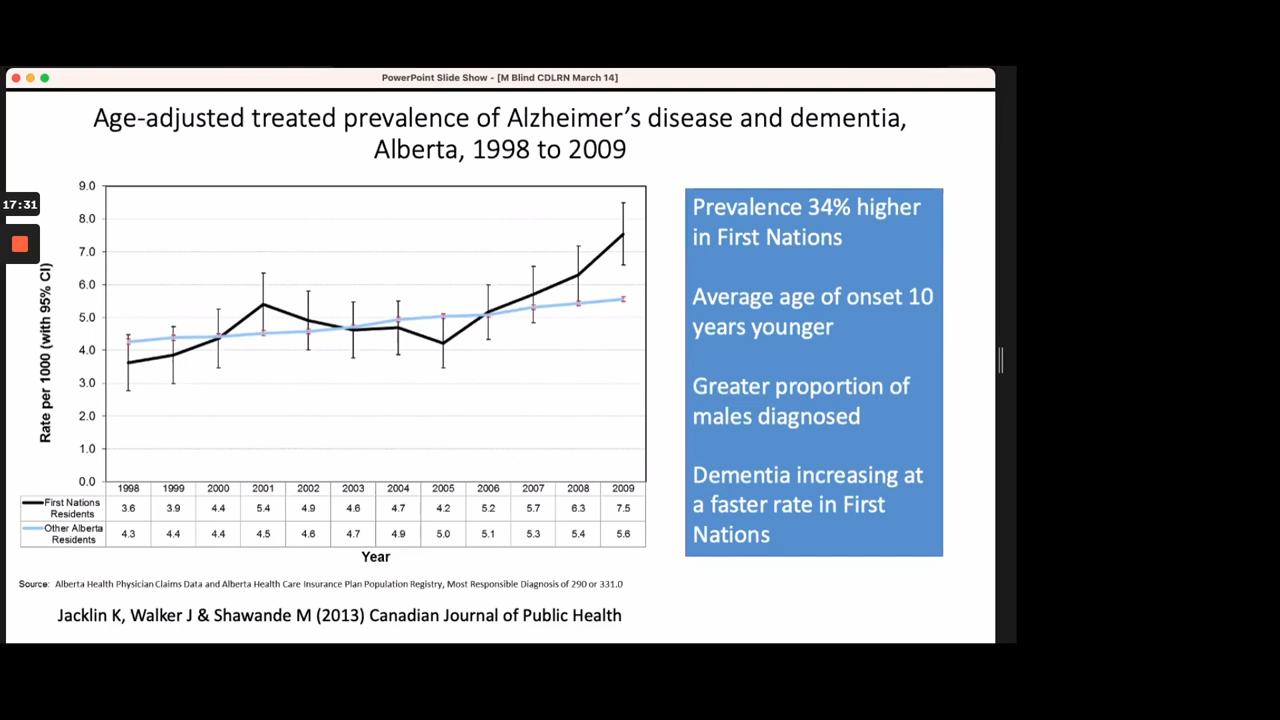 PowerPoint Slide Show - [M Blind CDLRN March 14]
Age-adjusted treated prevalence of Alzheimer's disease and dementia,
Alberta, 1998 to 2009
17:31
Rate per 1000 (with 95% CI)
9.0
8.0
7.0
6.0
5.0
4.0
3.0
2.0
1.0
0.0
1998 1999 2000 2001 2002 2003 2004 2005 2006 2007 2008 2009
First Nations
Residents
3.6 3.9 4.4 5.4 4.9 4.6 4.7 4.2 5.2 5.7 6.3 7.5
Other Alberta
Residents
4.3 4.4 4.4 4.5 4.6 4.7 4.9 5.0 5.1 5.3 5.4 5.6
Year
Prevalence 34% higher
in First Nations
Average age of onset 10
years younger
Greater proportion of
males diagnosed
Dementia increasing at
a faster rate in First
Nations
Source: Alberta Health Physician Claims Data and Alberta Health Care Insurance Plan Population Registry, Most Responsible Diagnosis of 290 or 331.0
Jacklin K, Walker J & Shawande M (2013) Canadian Journal of Public Health